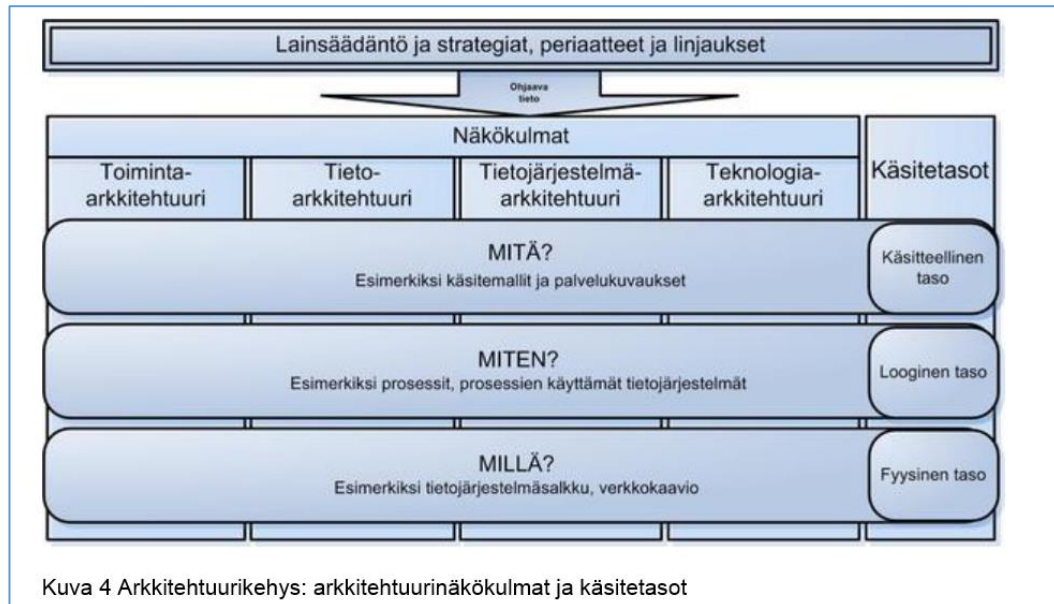 Lainsäädäntö ja strategiat, periaatteet ja linjaukset
Ohjaava
tieto
Näkökulmat
Käsitetasot
Toiminta-
arkkitehtuuri
Tieto-
arkkitehtuuri
Tietojärjestelmä-
arkkitehtuuri
Teknologia-
arkkitehtuuri
MITÄ?
Esimerkiksi käsitemallit ja palvelukuvaukset
Käsitteellinen
taso
MITEN?
Esimerkiksi prosessit, prosessien käyttämät tietojärjestelmät
Looginen taso
MILLÄ?
Esimerkiksi tietojärjestelmäsalkku, verkkokaavio
Fyysinen taso
Kuva 4 Arkkitehtuurikehys: arkkitehtuurinäkökulmat ja käsitetasot